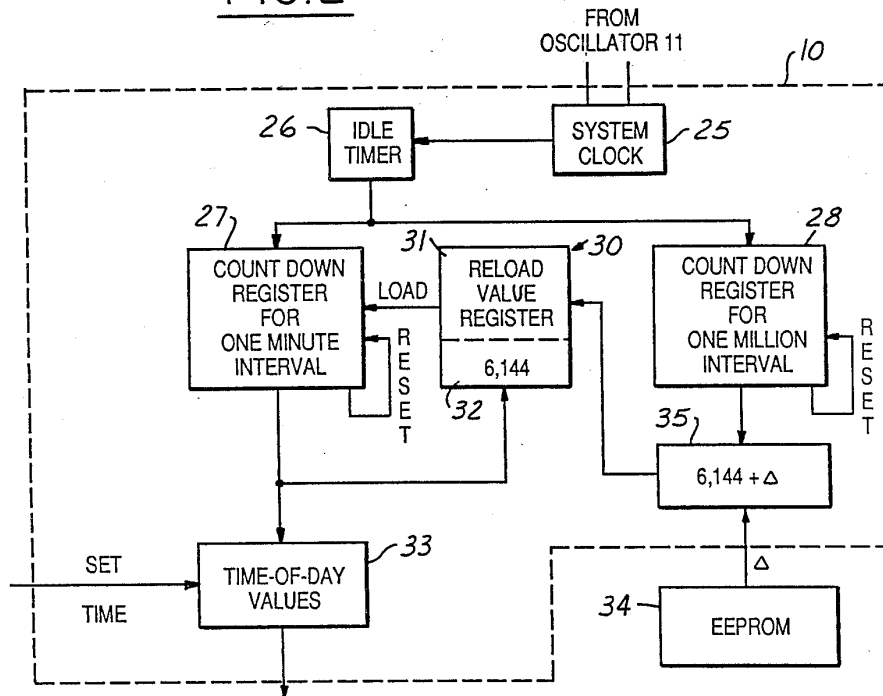 FROM
OSCILLATOR 11
10
26
IDLE
TIMER
SYSTEM
CLOCK
25
27
COUNT DOWN
REGISTER
FOR
ONE MINUTE
INTERVAL
RESET
LOAD
31
30
RELOAD
VALUE
REGISTER
6,144
32
28
COUNT DOWN
REGISTER
FOR
ONE MILLION
INTERVAL
RESET
35
6,144 + Δ
SET
TIME
TIME-OF-DAY
VALUES
33
Δ
34
EEPROM